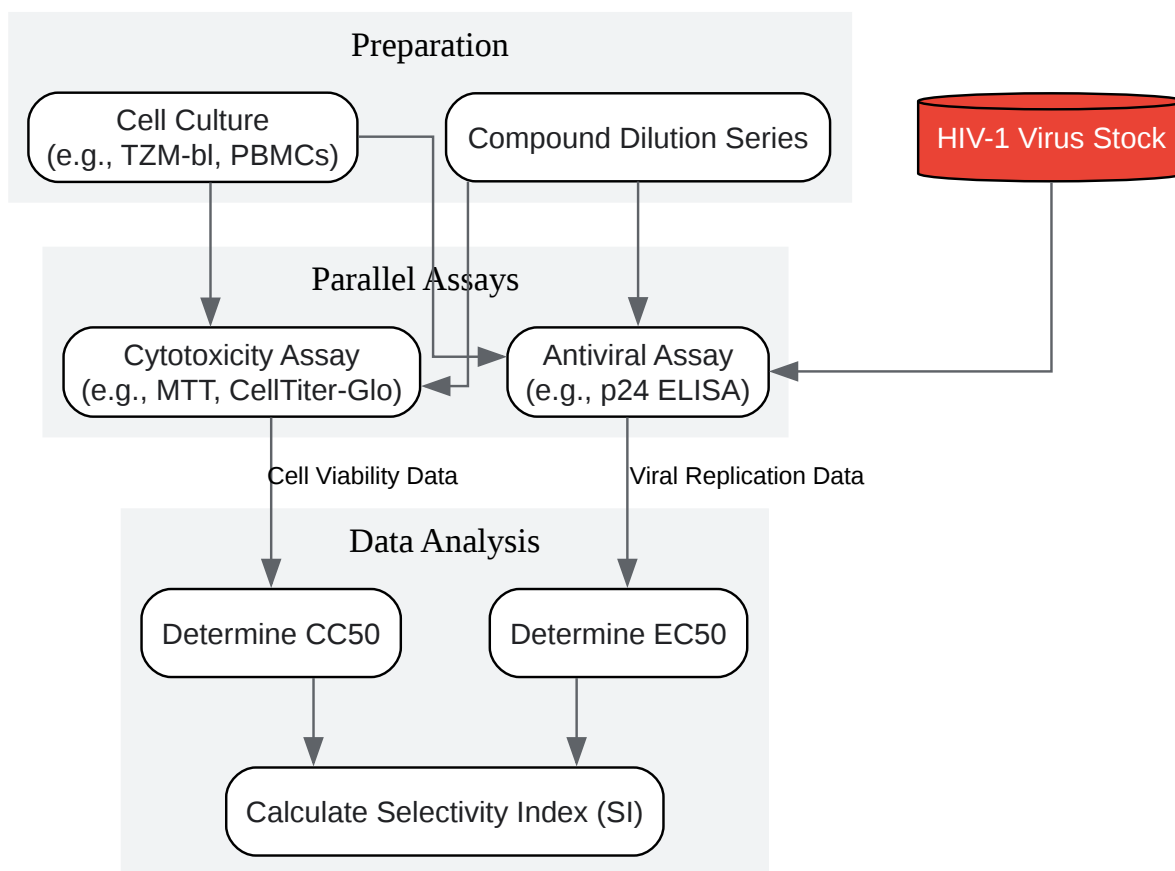 Preparation
Cell Culture
(e.g., TZM-bl, PBMCs)
Compound Dilution Series
HIV-1 Virus Stock
Parallel Assays
Cytotoxicity Assay
(e.g., MTT, CellTiter-Glo)
Antiviral Assay
(e.g., p24 ELISA)
Cell Viability Data
Viral Replication Data
Data Analysis
Determine CC50
Determine EC50
Calculate Selectivity Index (SI)